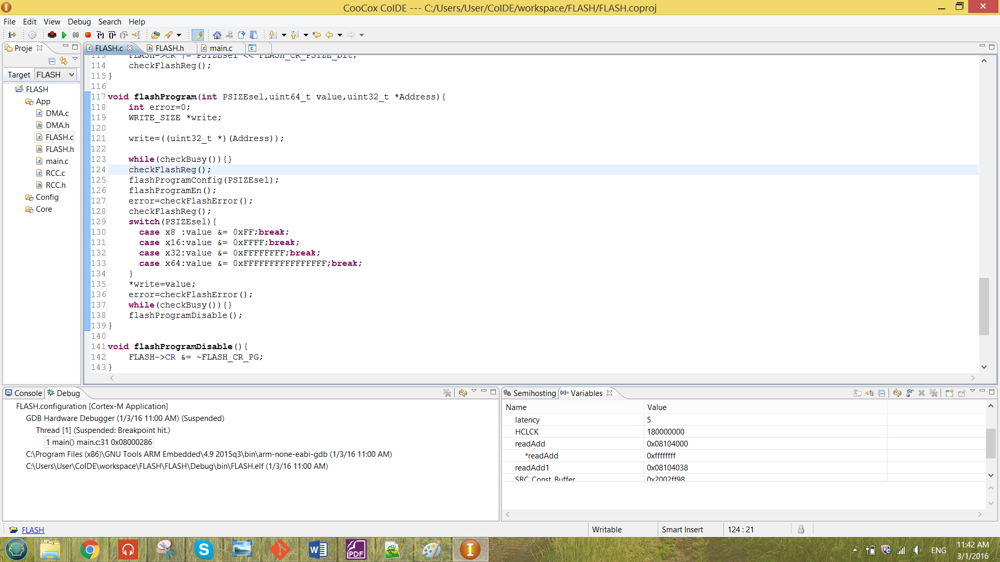 CooCox CoIDE --- C:/Users/User/CoIDE/workspace/FLASH/FLASH.coproj
File Edit View Debug Search Help
Proje
FLASH.c FLASH.h main.c
Target FLASH
FLASH
App
DMA.c
DMA.h
FLASH.c
FLASH.h
main.c
RCC.c
RCC.h
Config
Core
113 FLASH->CR |= PSIZEsel << FLASH_CR_PSIZE_bit;
114 checkFlashReg();
115 }
116
117 void flashProgram(int PSIZEsel,uint64_t value,uint32_t *Address){
118 int error=0;
119 WRITE_SIZE *write;
120
121 write=((uint32_t *)(Address));
122
123 while(checkBusy()){}
124 checkFlashReg();
125 flashProgramConfig(PSIZEsel);
126 flashProgramEn();
127 error=checkFlashError();
128 checkFlashReg();
129 switch(PSIZEsel){
130 case x8 :value &= 0xFF;break;
131 case x16:value &= 0xFFFF;break;
132 case x32:value &= 0xFFFFFFFF;break;
133 case x64:value &= 0xFFFFFFFFFFFFFFFF;break;
134 }
135 *write=value;
136 error=checkFlashError();
137 while(checkBusy()){}
138 flashProgramDisable();
139 }
140
141 void flashProgramDisable(){
142 FLASH->CR &= ~FLASH_CR_PG;
143 }
Console Debug
FLASH.configuration [Cortex-M Application]
GDB Hardware Debugger (1/3/16 11:00 AM) (Suspended)
Thread [1] (Suspended: Breakpoint hit.)
1 main() main.c:31 0x08000286
C:\Program Files (x86)\GNU Tools ARM Embedded\4.9 2015q3\bin\arm-none-eabi-gdb (1/3/16 11:00 AM)
C:\Users\User\CoIDE\workspace\FLASH\FLASH\Debug\bin\FLASH.elf (1/3/16 11:00 AM)
Semihosting Variables
Name Value
latency 5
HCLCK 180000000
readAdd 0x08104000
*readAdd 0xffffffff
readAdd1 0x08104038
SRC_Const_Buffer 0x2002ff98
FLASH
Writable Smart Insert 124 : 21
PDF
ENG
11:42 AM
3/1/2016